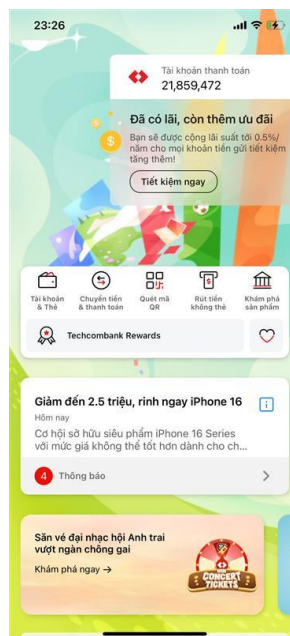 23:26
Tài khoản thanh toán
21,859,472
Đã có lãi, còn thêm ưu đãi
Bạn sẽ được cộng lãi suất tới 0.5%/
năm cho mọi khoản tiền gửi tiết kiệm
tăng thêm!
Tiết kiệm ngay
Tài khoản
& Thẻ
Chuyển tiền
& thanh toán
Quét mã
QR
Rút tiền
không thẻ
Khám phá
sản phẩm
Techcombank Rewards
Giảm đến 2.5 triệu, rinh ngay iPhone 16
Hôm nay
Cơ hội sở hữu siêu phẩm iPhone 16 Series
với mức giá không thể tốt hơn dành cho ch...
4 Thông báo
Săn vé đại nhạc hội Anh trai
vượt ngàn chông gai
Khám phá ngay →
CONCERT
TICKETS